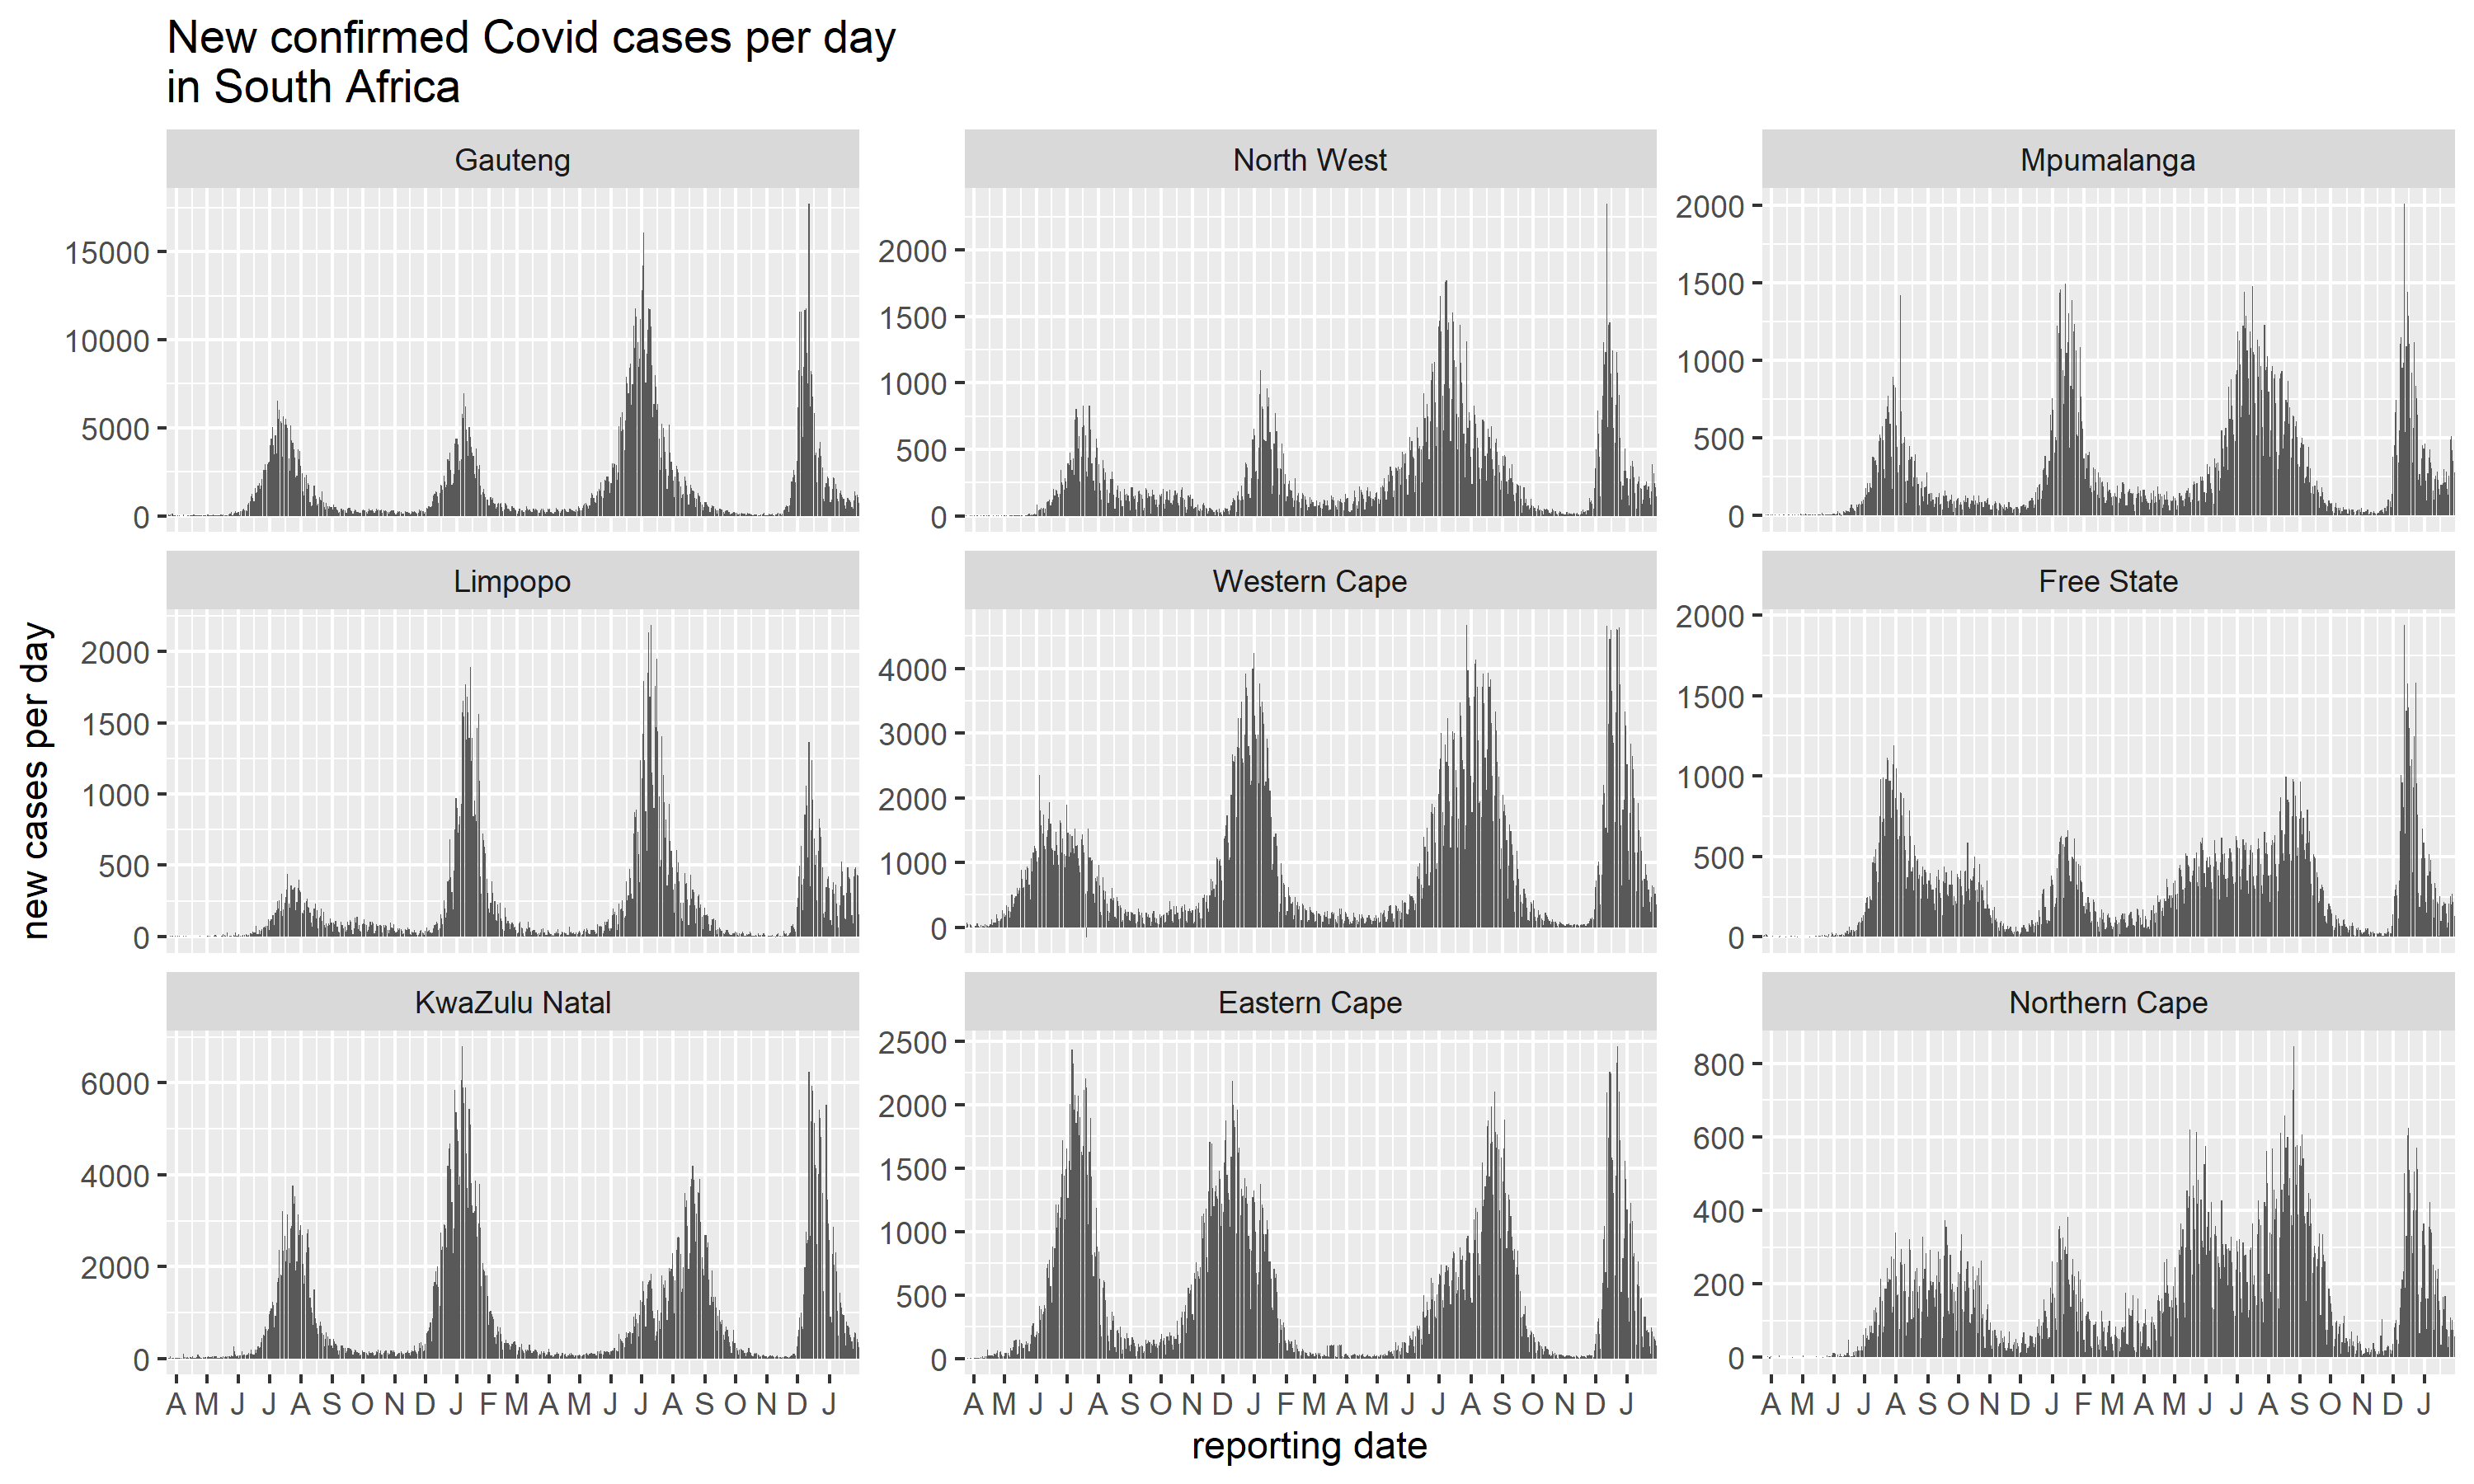 New confirmed Covid cases per day
in South Africa
Gauteng
North West
Mpumalanga
15000
10000
5000
0
2000
1500
1000
500
0
2000
1500
1000
500
0
Limpopo
Western Cape
Free State
2000
1500
1000
500
0
4000
3000
2000
1000
0
2000
1500
1000
500
0
new cases per day
KwaZulu Natal
Eastern Cape
Northern Cape
6000
4000
2000
0
2500
2000
1500
1000
500
0
800
600
400
200
0
A M J J A S O N D J F M A M J J A S O N D J
A M J J A S O N D J F M A M J J A S O N D J
A M J J A S O N D J F M A M J J A S O N D J
reporting date